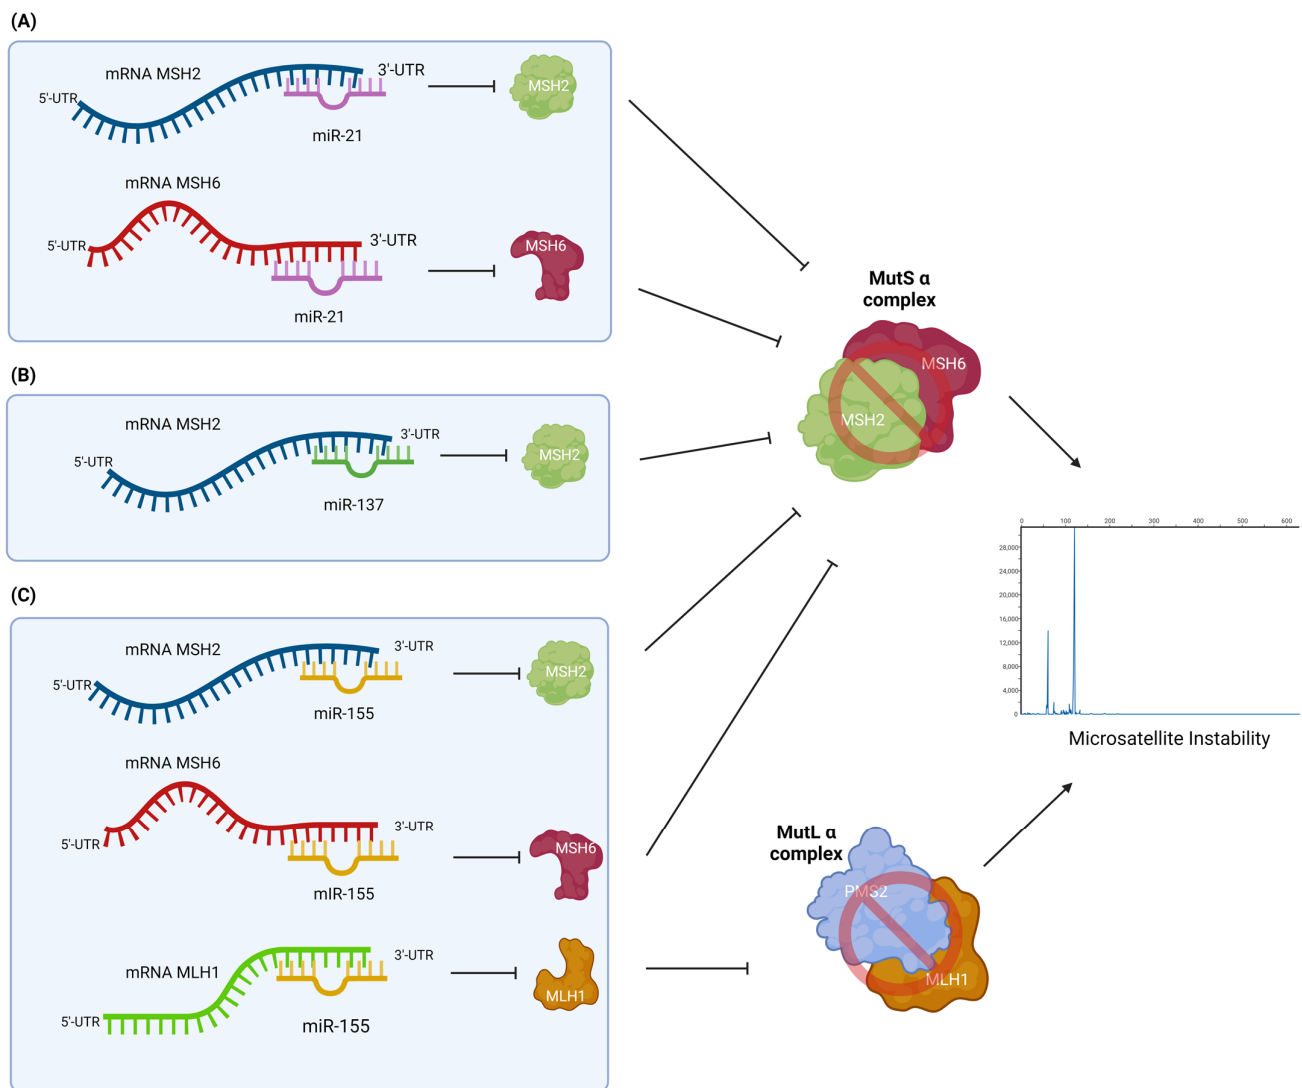 (A)
mRNA MSH2
3'-UTR
5'-UTR
MSH2
miR-21
mRNA MSH6
5'-UTR
3'-UTR
MSH6
miR-21
(B)
mRNA MSH2
3'-UTR
5'-UTR
MSH2
miR-137
(C)
mRNA MSH2
3'-UTR
5'-UTR
MSH2
miR-155
mRNA MSH6
3'-UTR
5'-UTR
MSH6
mIR-155
mRNA MLH1
3'-UTR
MLH1
5'-UTR
miR-155
MutS α
complex
MSH6
MSH2
MutL α
complex
PMS2
MLH1
0 100 200 300 400 500 600
28,000
24,000
20,000
16,000
12,000
8,000
4,000
0
Microsatellite Instability